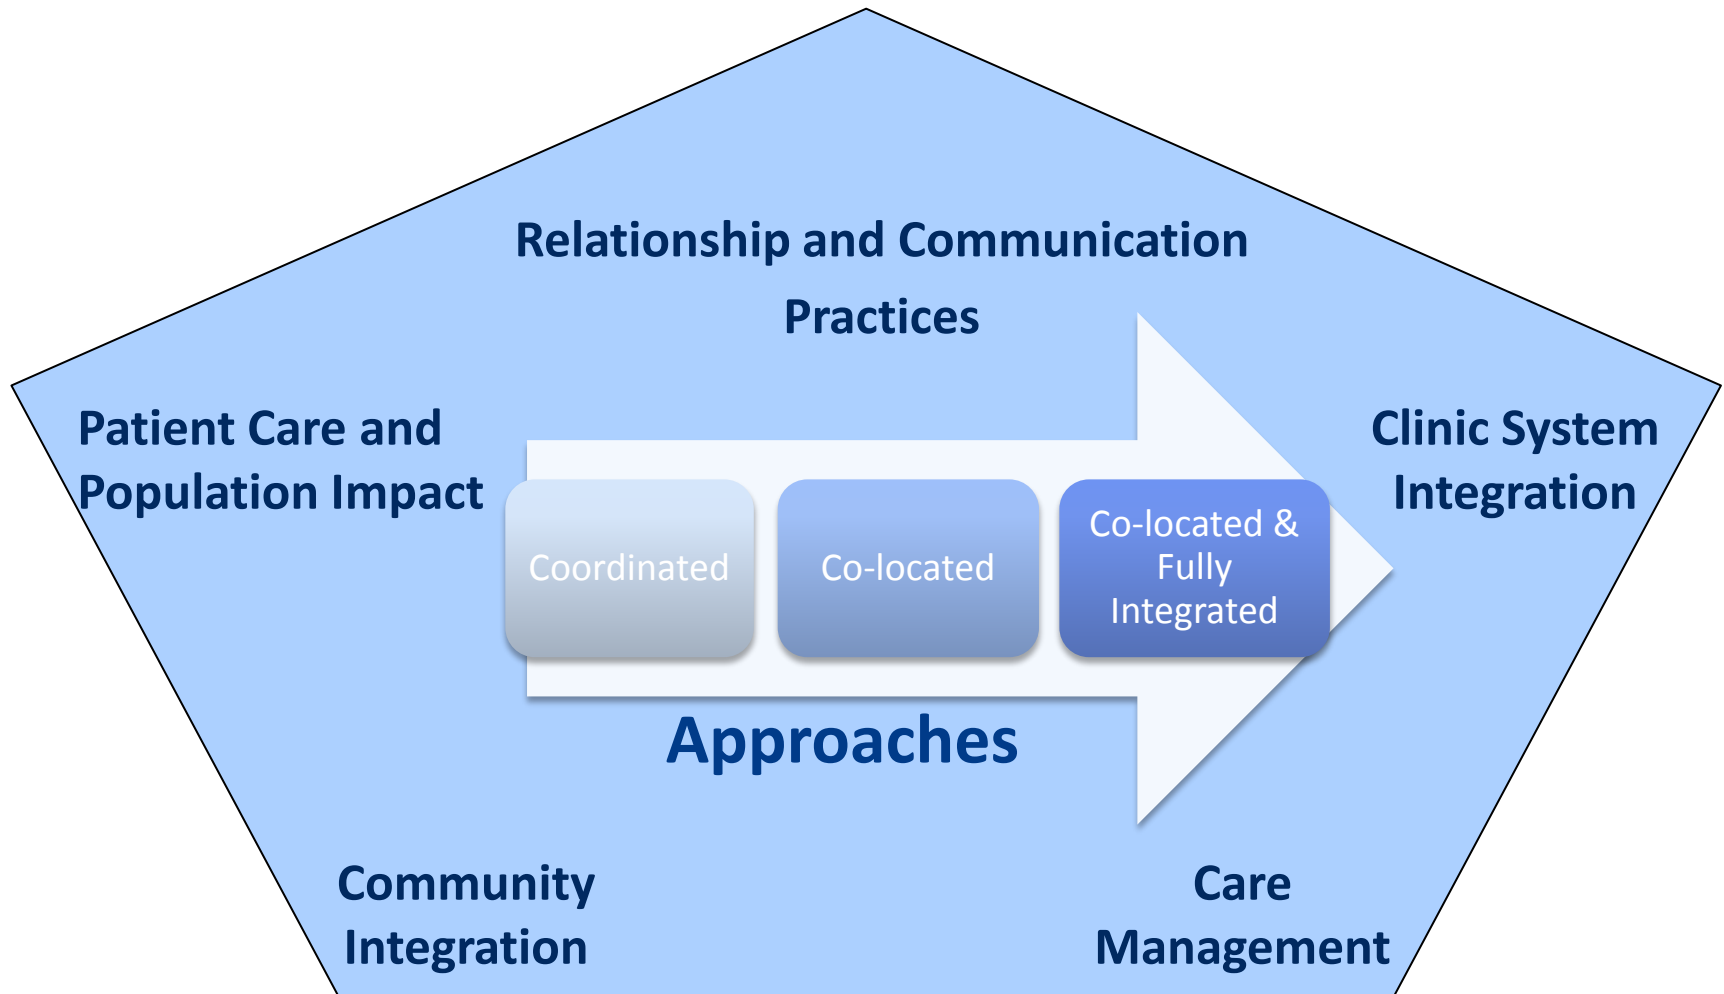 Relationship and Communication
Practices
Patient Care and
Population Impact
Clinic System
Integration
Coordinated
Co-located
Co-located &
Fully
Integrated
Approaches
Community
Integration
Care
Management